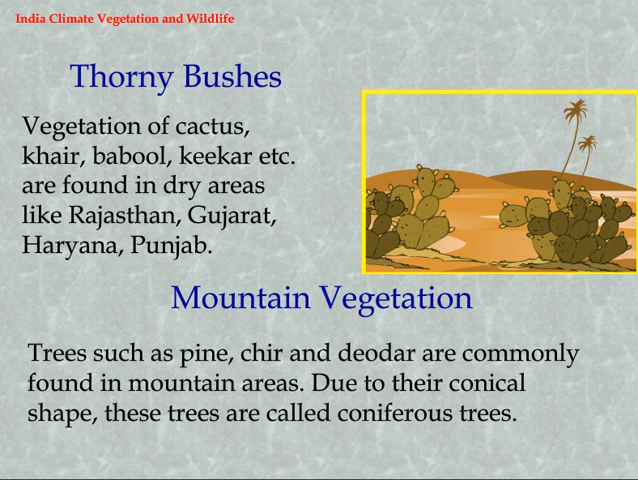 India Climate Vegetation and Wildlife
Thorny Bushes
Vegetation of cactus,
khair, babool, keekar etc.
are found in dry areas
like Rajasthan, Gujarat,
Haryana, Punjab.
Mountain Vegetation
Trees such as pine, chir and deodar are commonly
found in mountain areas. Due to their conical
shape, these trees are called coniferous trees.